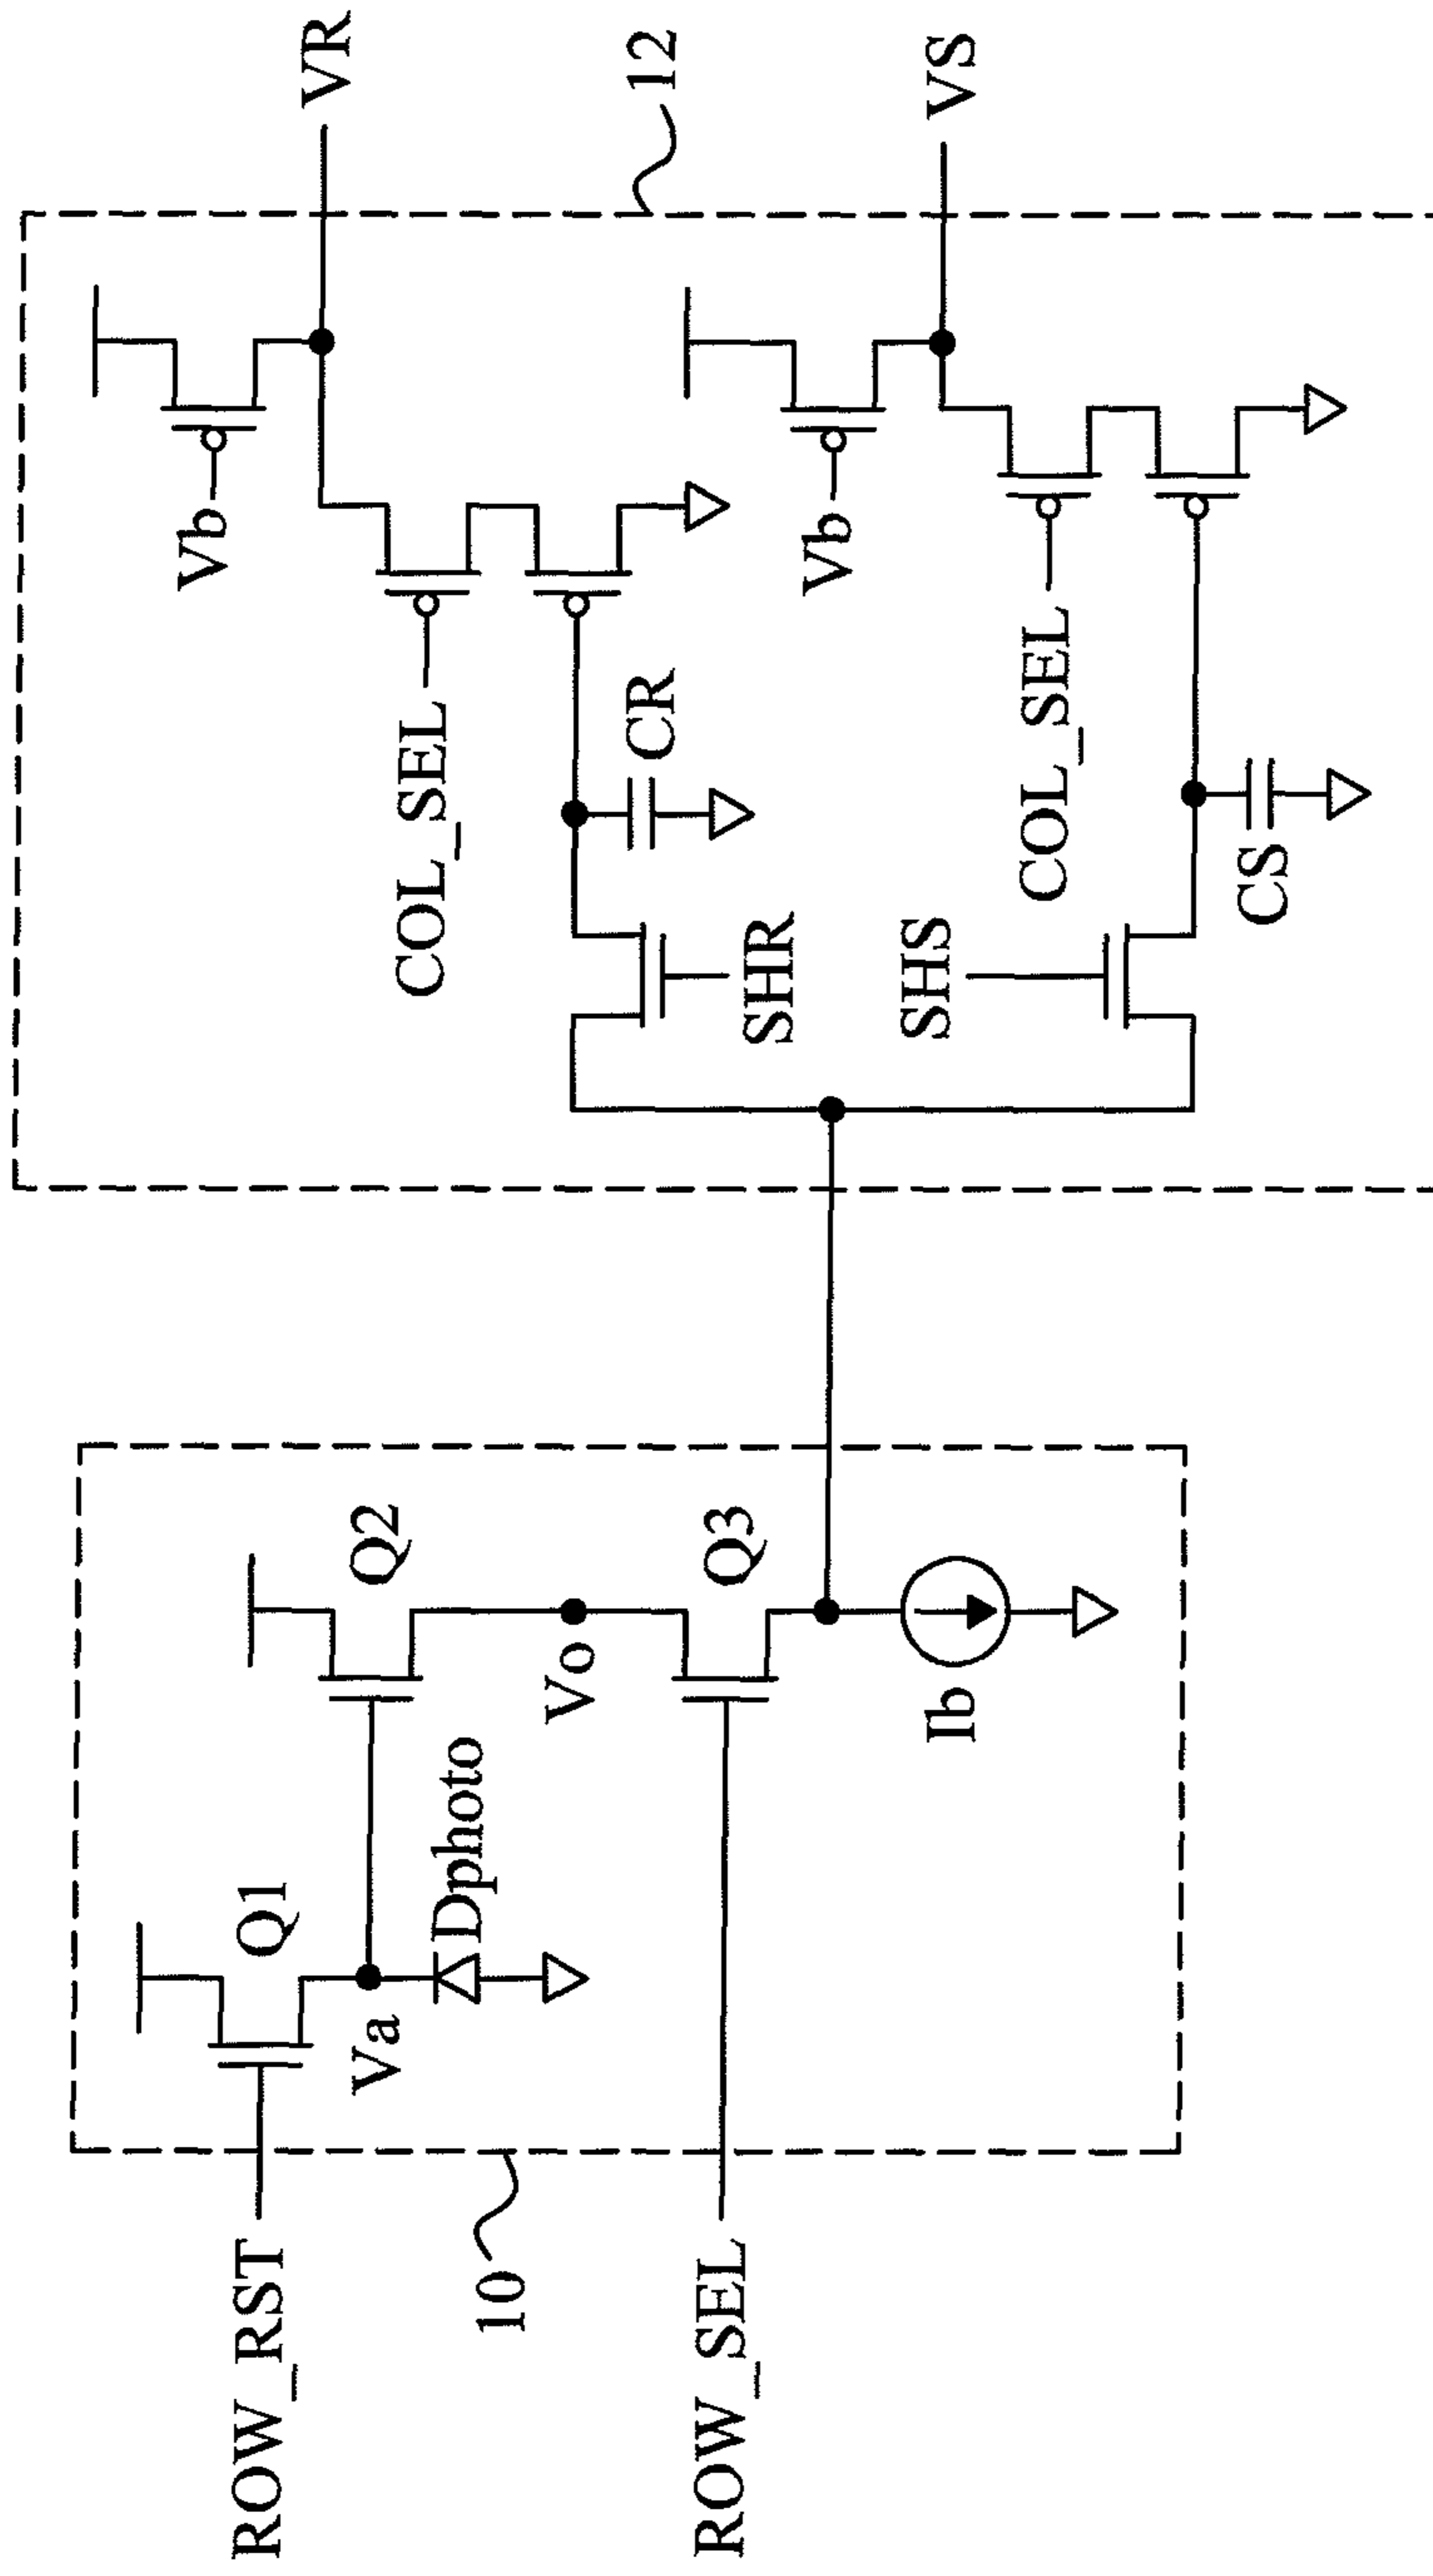 ROW_RST
10
ROW_SEL
Q1
Va
Dphoto
Q2
Vo
Q3
Ib
SHR
SHS
CR
CS
COL_SEL
COL_SEL
Vb
Vb
VR
12
VS